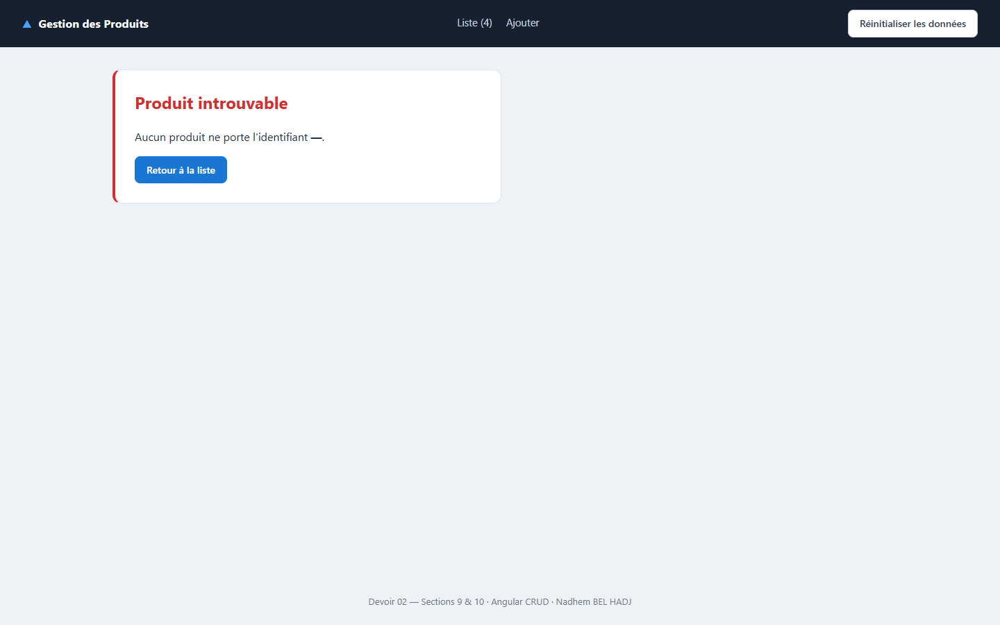 Gestion des Produits
Liste (4) Ajouter
Réinitialiser les données
Produit introuvable
Aucun produit ne porte l'identifiant —.
Retour à la liste
Devoir 02 — Sections 9 & 10 · Angular CRUD · Nadhem BEL HADJ